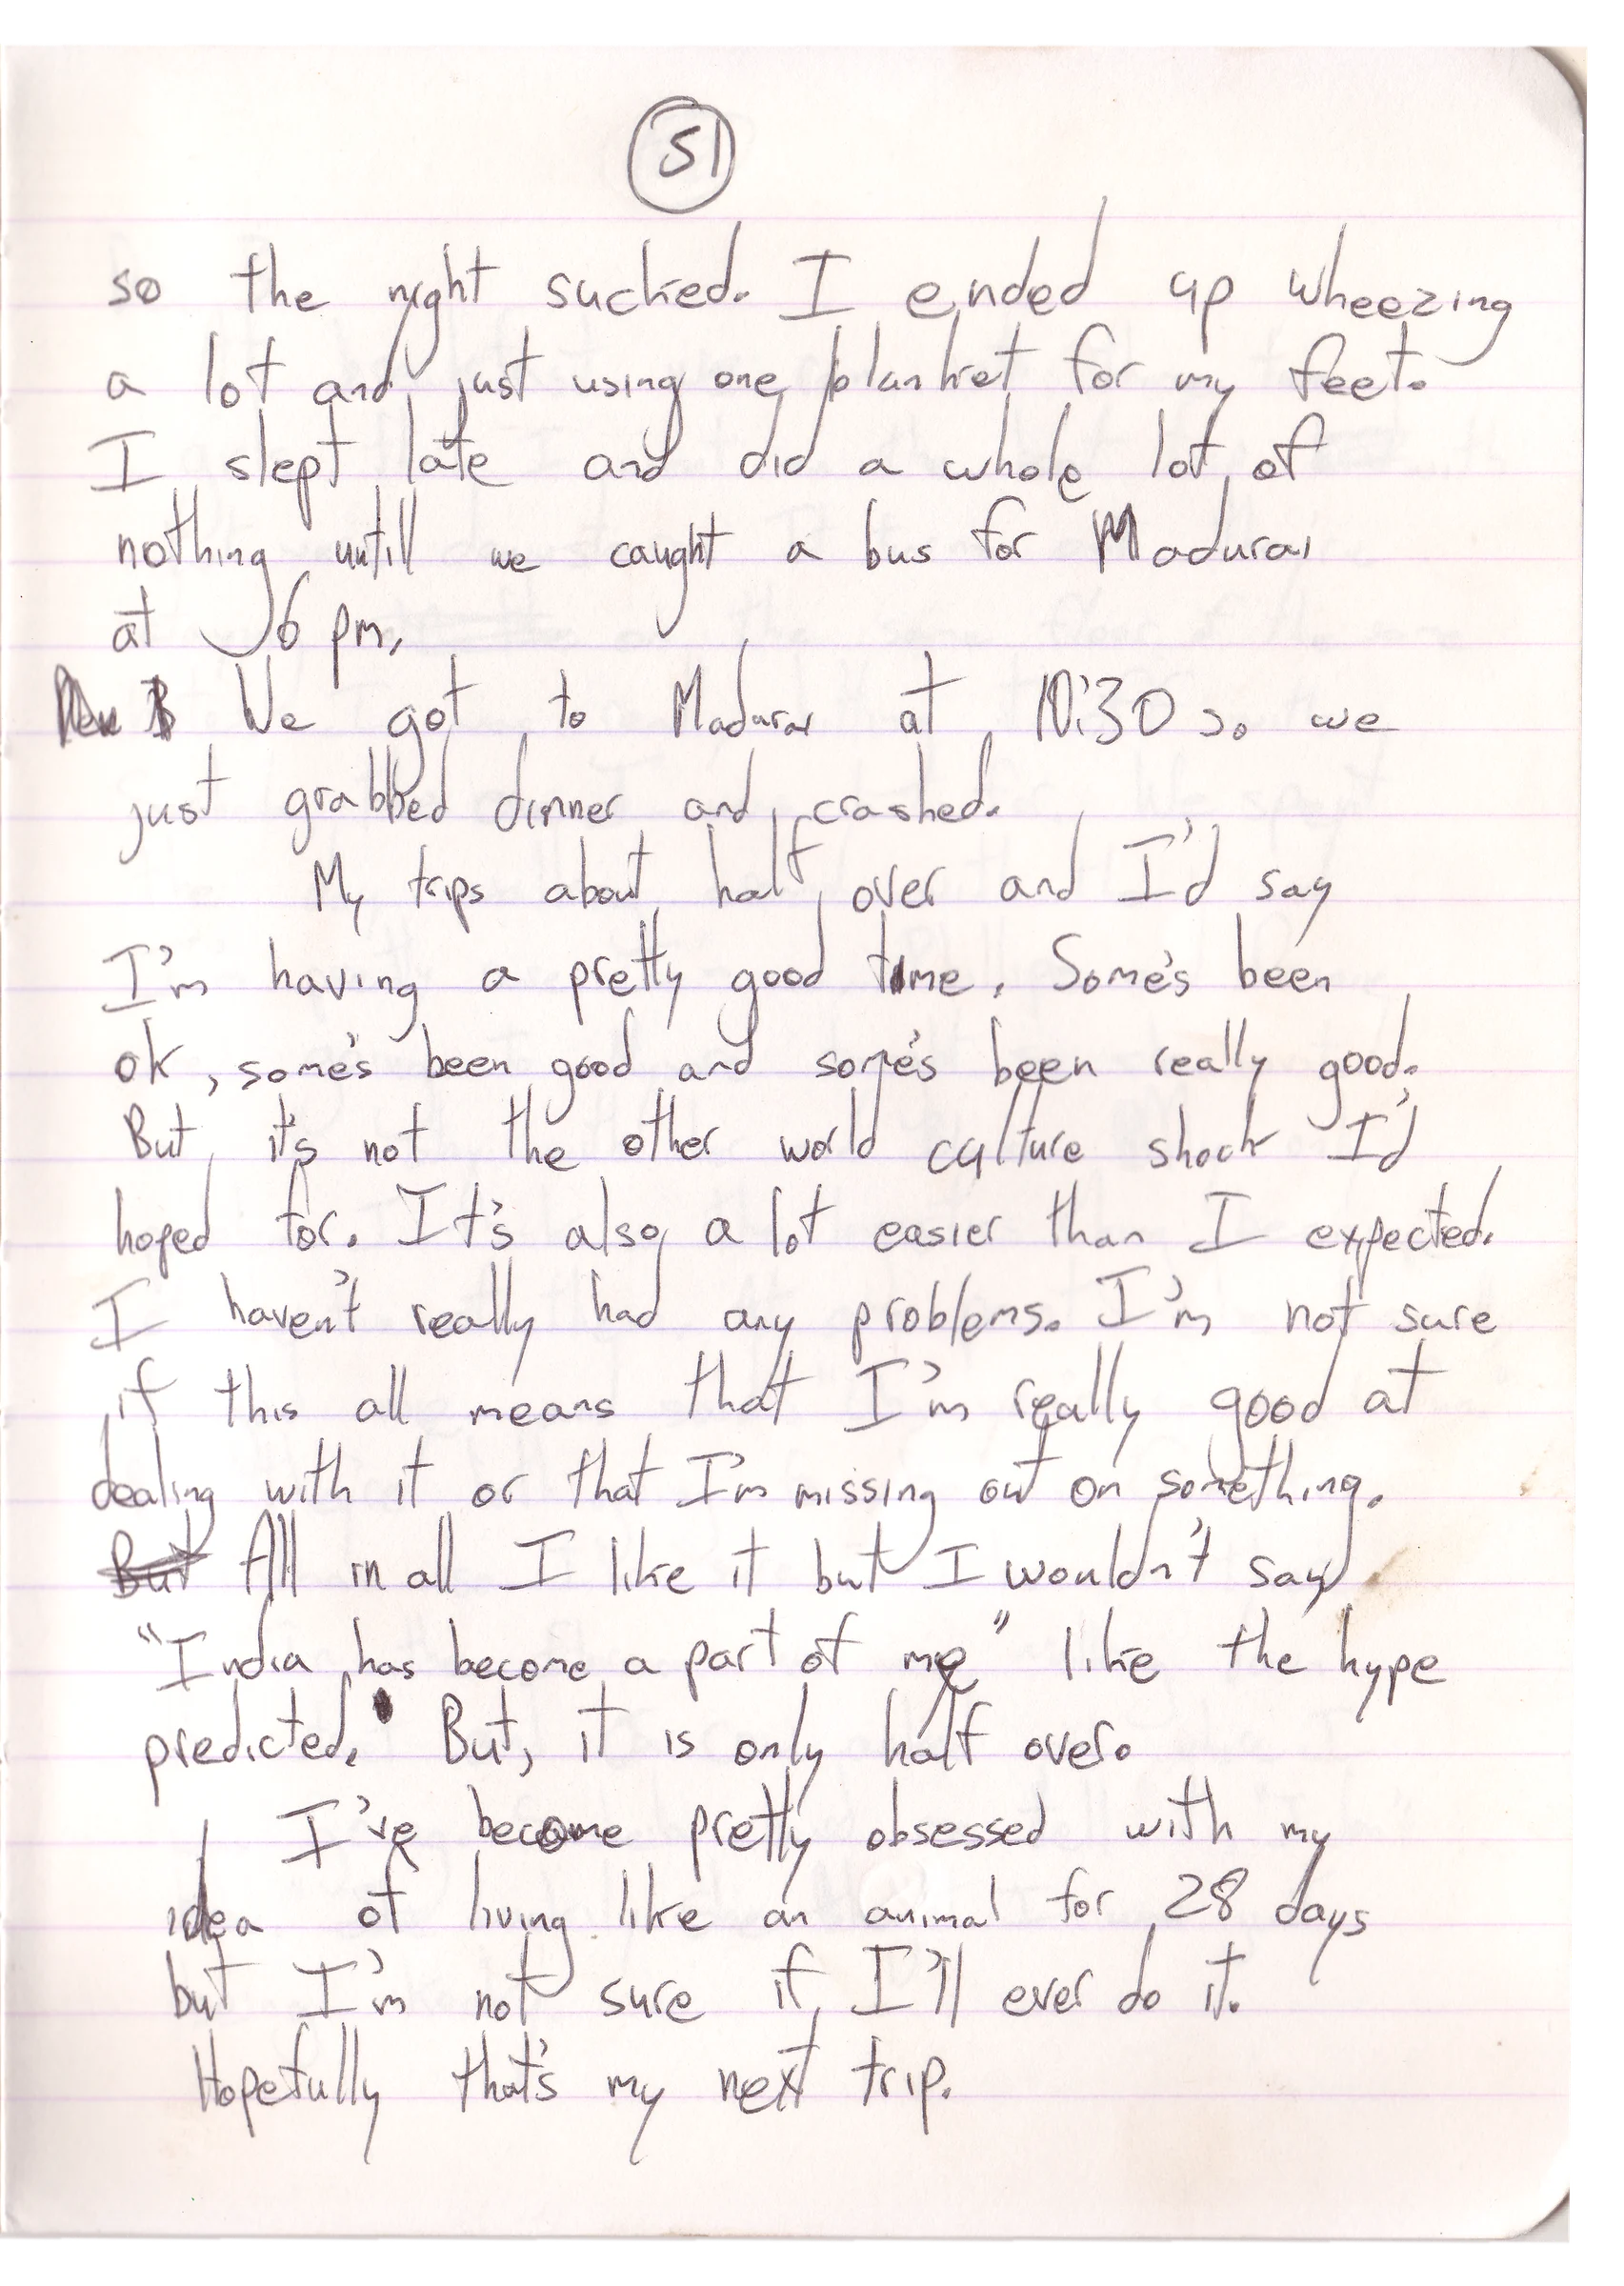 51
so the night sucked. I ended up wheezing
a lot and just using one blanket for my feet.
I slept late and did a whole lot of
nothing untill we caught a bus for Madurai
at 6 pm.
We got to Madurai at 10:30 so we
just grabbed dinner and crashed.
My trips about half over and I'd say
I'm having a pretty good time. Some's been
ok, some's been good and some's been really good.
But it's not the other world culture shock I'd
hoped for. It's also a lot easier than I expected.
I haven't really had any problems. I'm not sure
if this all means that I'm really good at
dealing with it or that I'm missing out on something.
But All in all I like it but I wouldn't say
"India has become a part of me" like the hype
predicted. But, it is only half over.
I've become pretty obsessed with my
idea of living like an animal for 28 days
but I'm not sure if I'll ever do it.
Hopefully that's my next trip.